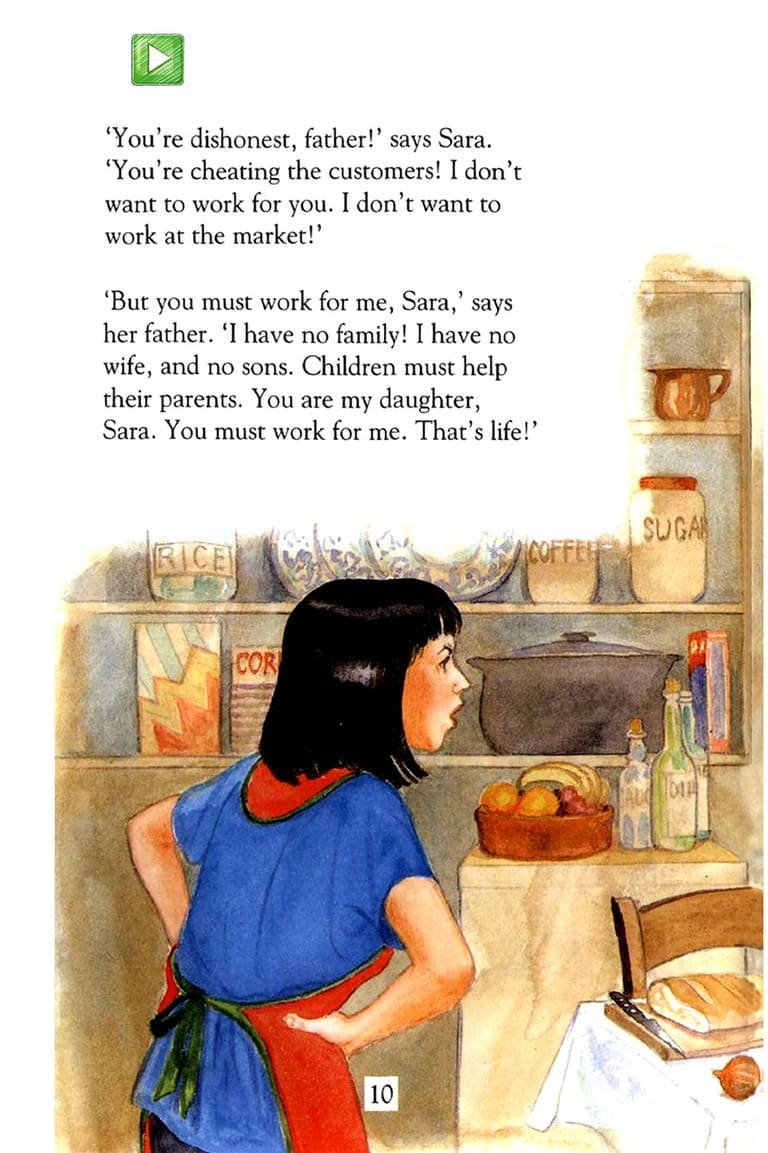 ‘You’re dishonest, father!’ says Sara.
‘You’re cheating the customers! I don’t
want to work for you. I don’t want to
work at the market!’
‘But you must work for me, Sara,’ says
her father. ‘I have no family! I have no
wife, and no sons. Children must help
their parents. You are my daughter,
Sara. You must work for me. That’s life!’
SUGA
RICE
COFFEE
COR
10